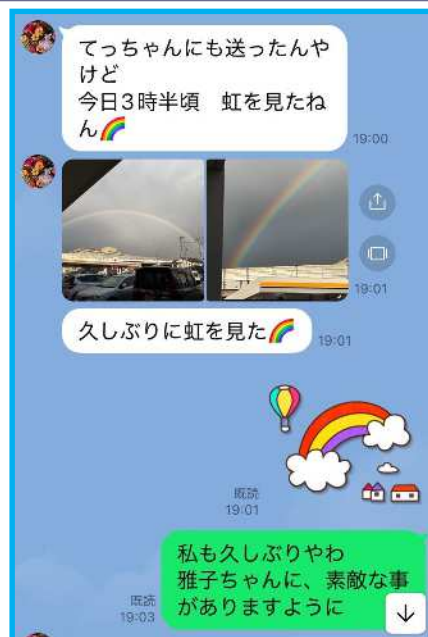 てっちゃんにも送ったんや
けど
今日3時半頃　虹を見たね
ん🌈
19:00
19:01
久しぶりに虹を見た🌈
19:01
既読
19:01
私も久しぶりやわ
雅子ちゃんに、素敵な事
がありますように
既読
19:03